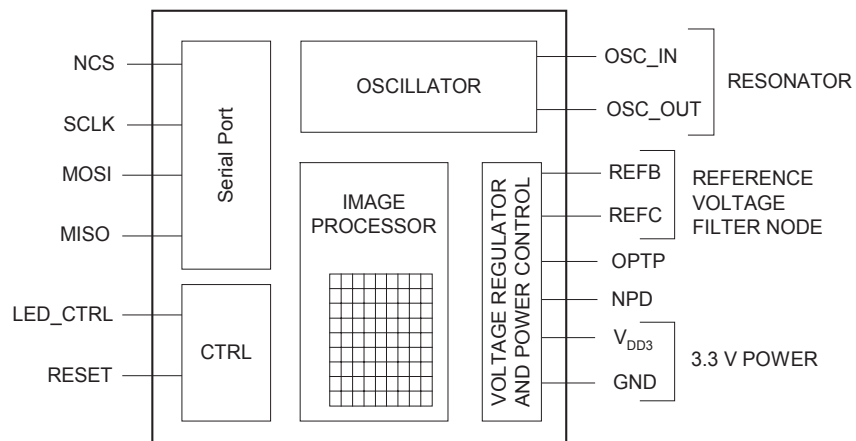 NCS
SCLK
MOSI
MISO
LED_CTRL
RESET
Serial Port
CTRL
OSCILLATOR
IMAGE
PROCESSOR
VOLTAGE REGULATOR
AND POWER CONTROL
OSC_IN
OSC_OUT
RESONATOR
REFB
REFC
REFERENCE
VOLTAGE
FILTER NODE
OPTP
NPD
VDD3
GND
3.3 V POWER